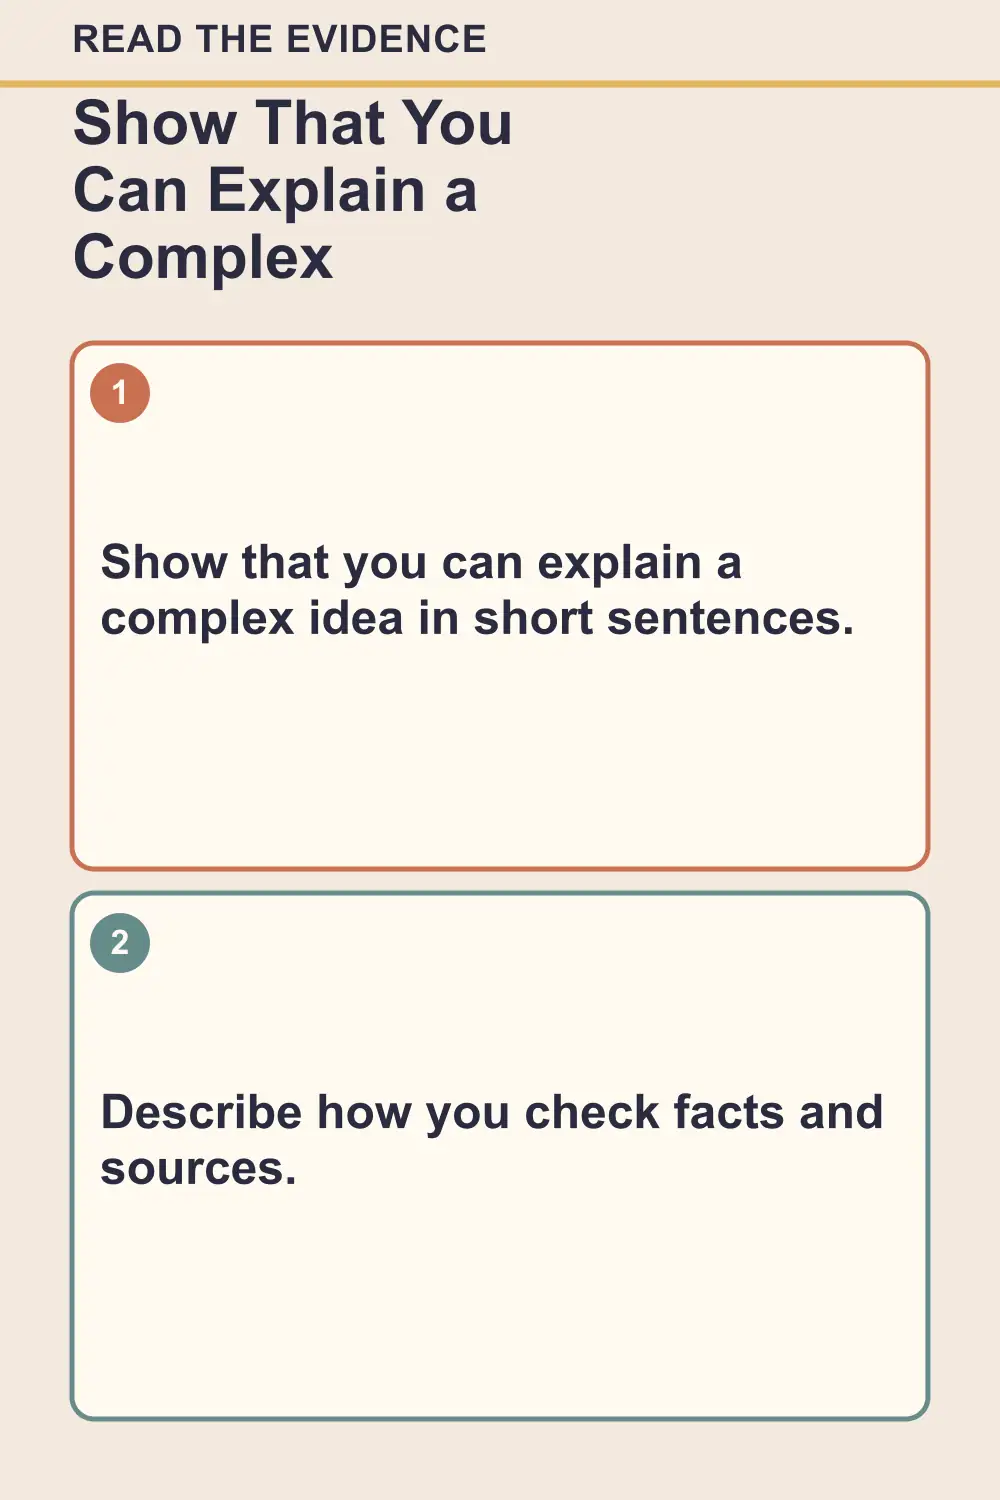 READ THE EVIDENCE
Show That You
Can Explain a
Complex
1
Show that you can explain a
complex idea in short sentences.
2
Describe how you check facts and
sources.